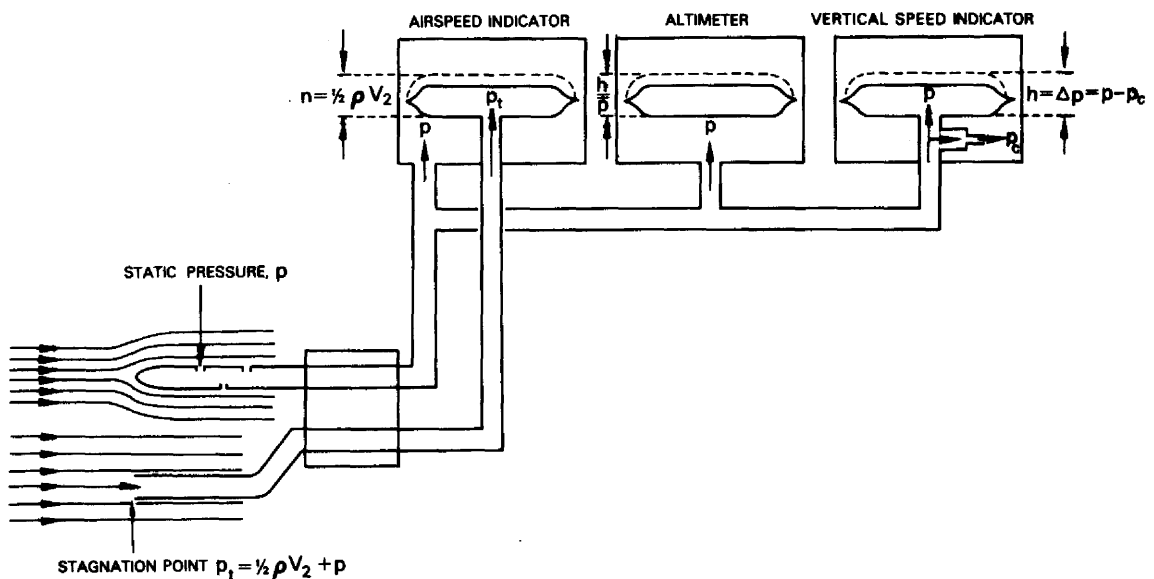 AIRSPEED INDICATOR
ALTIMETER
VERTICAL SPEED INDICATOR
n = ½ ρ V2
pt
p
h = p
p
p
h = Δp = p - pc
pc
STATIC PRESSURE, p
STAGNATION POINT pt = ½ ρ V2 + p